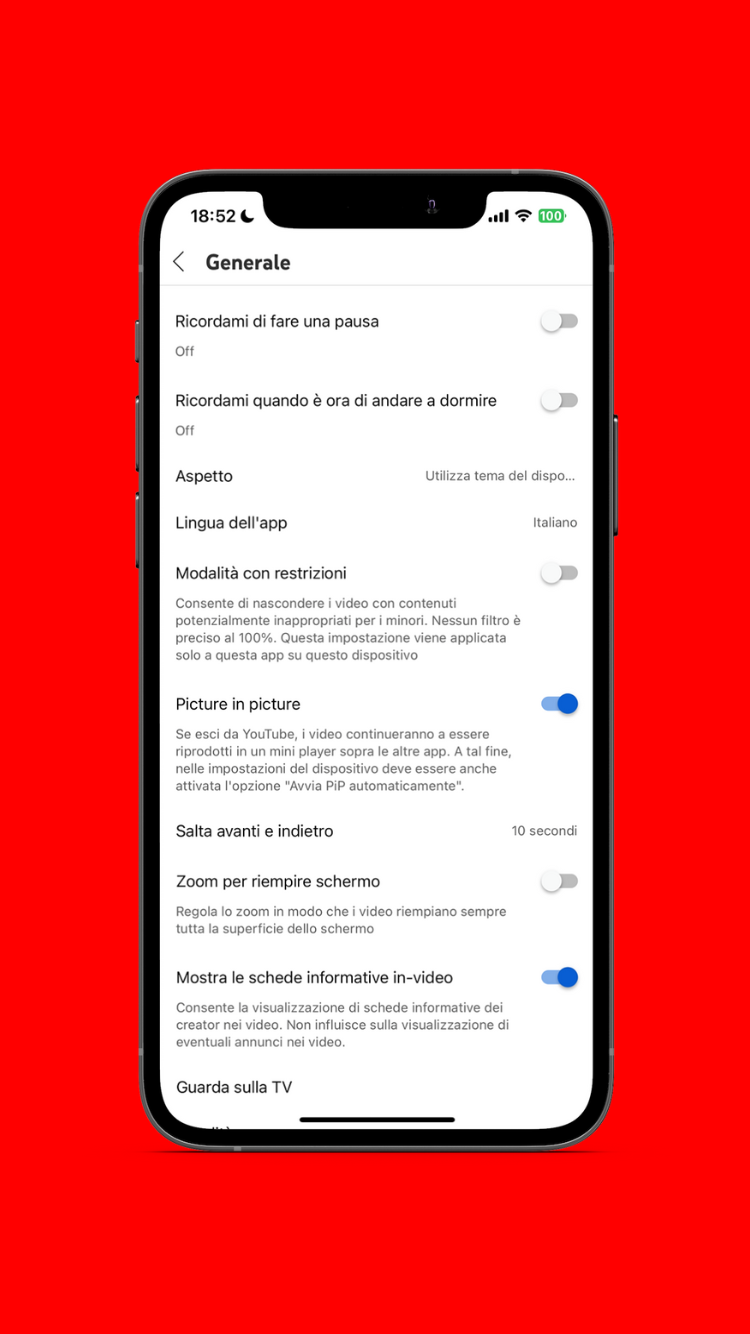 18:52
100
Generale
Ricordami di fare una pausa
Off
Ricordami quando è ora di andare a dormire
Off
Aspetto
Utilizza tema del dispo...
Lingua dell'app
Italiano
Modalità con restrizioni
Consente di nascondere i video con contenuti
potenzialmente inappropriati per i minori. Nessun filtro è
preciso al 100%. Questa impostazione viene applicata
solo a questa app su questo dispositivo
Picture in picture
Se esci da YouTube, i video continueranno a essere
riprodotti in un mini player sopra le altre app. A tal fine,
nelle impostazioni del dispositivo deve essere anche
attivata l'opzione "Avvia PiP automaticamente".
Salta avanti e indietro
10 secondi
Zoom per riempire schermo
Regola lo zoom in modo che i video riempiano sempre
tutta la superficie dello schermo
Mostra le schede informative in-video
Consente la visualizzazione di schede informative dei
creator nei video. Non influisce sulla visualizzazione di
eventuali annunci nei video.
Guarda sulla TV